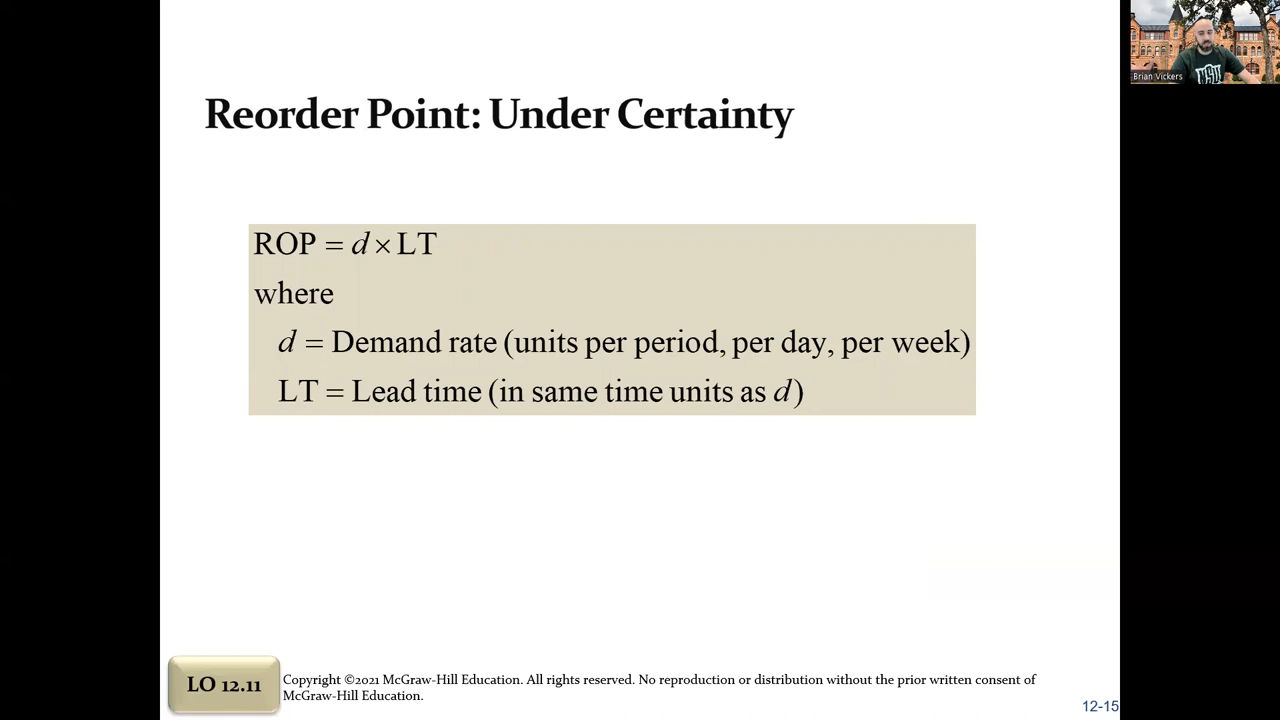 Brian Vickers
Reorder Point: Under Certainty
ROP = d × LT
where
d = Demand rate (units per period, per day, per week)
LT = Lead time (in same time units as d)
LO 12.11
Copyright ©2021 McGraw-Hill Education. All rights reserved. No reproduction or distribution without the prior written consent of
McGraw-Hill Education.
12-15